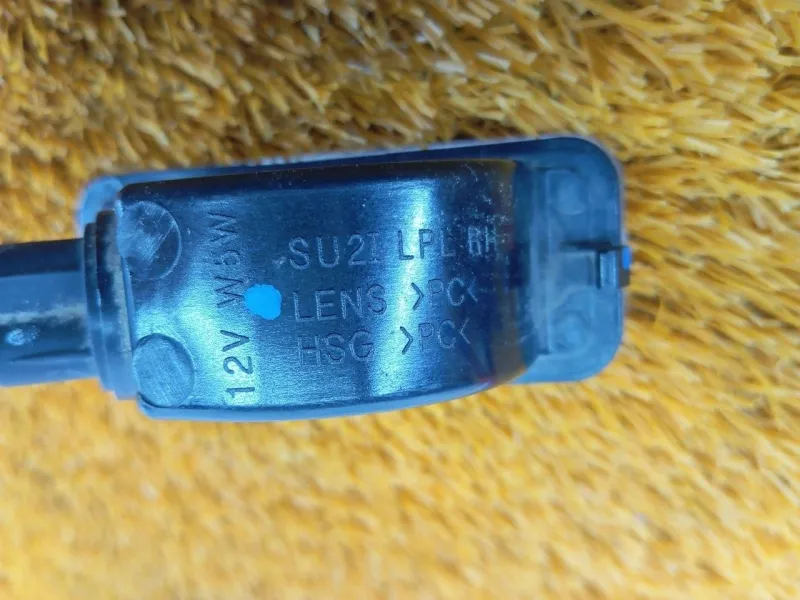 SU2I LPL RH
LENS >PC<
HSG >PC<
12V W5W